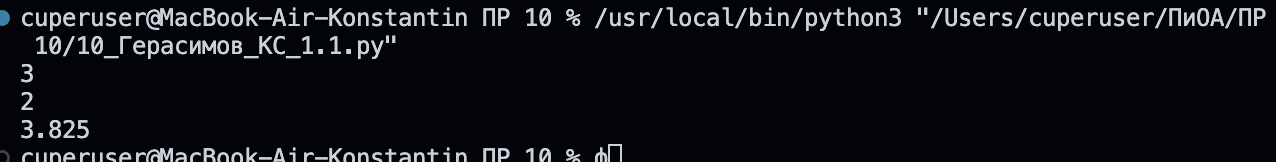 cuperuser@MacBook-Air-Konstantin ПР 10 % /usr/local/bin/python3 "/Users/cuperuser/ПиОА/ПР
10/10_Герасимов_КС_1.1.py"
3
2
3.825
cuperuser@MacBook-Air-Konstantin ПР 10 % ф